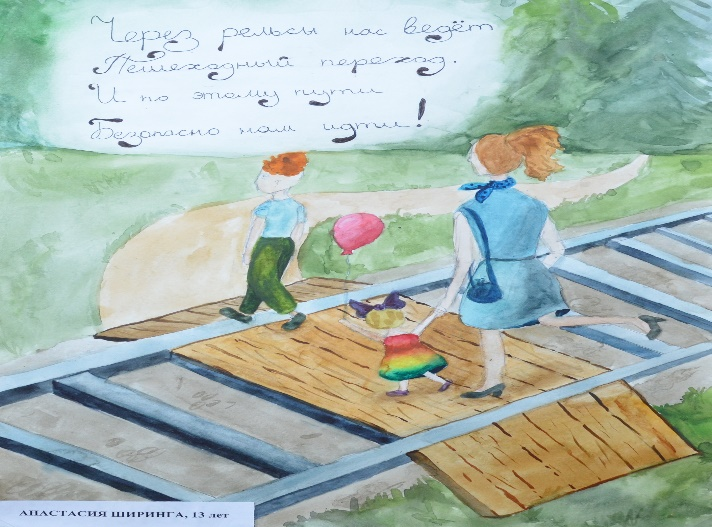 Через рельсы нас ведёт
Пешеходный переход.
И по этому пути
Безопасно нам идти!
АНАСТАСИЯ ШИРИНГА, 13 лет